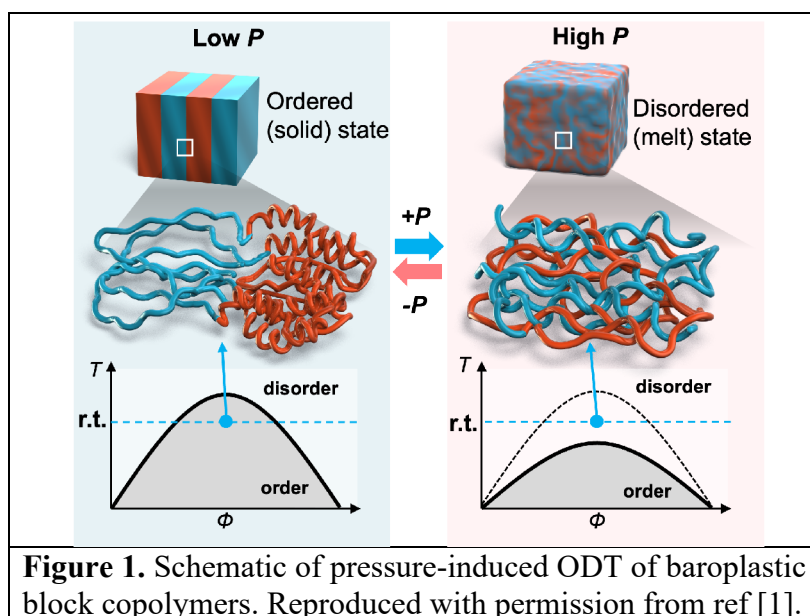 Low P
High P
Ordered
(solid) state
Disordered
(melt) state
+P
-P
T
disorder
r.t.
order
Φ
T
disorder
r.t.
order
Φ
Figure 1. Schematic of pressure-induced ODT of baroplastic
block copolymers. Reproduced with permission from ref [1].